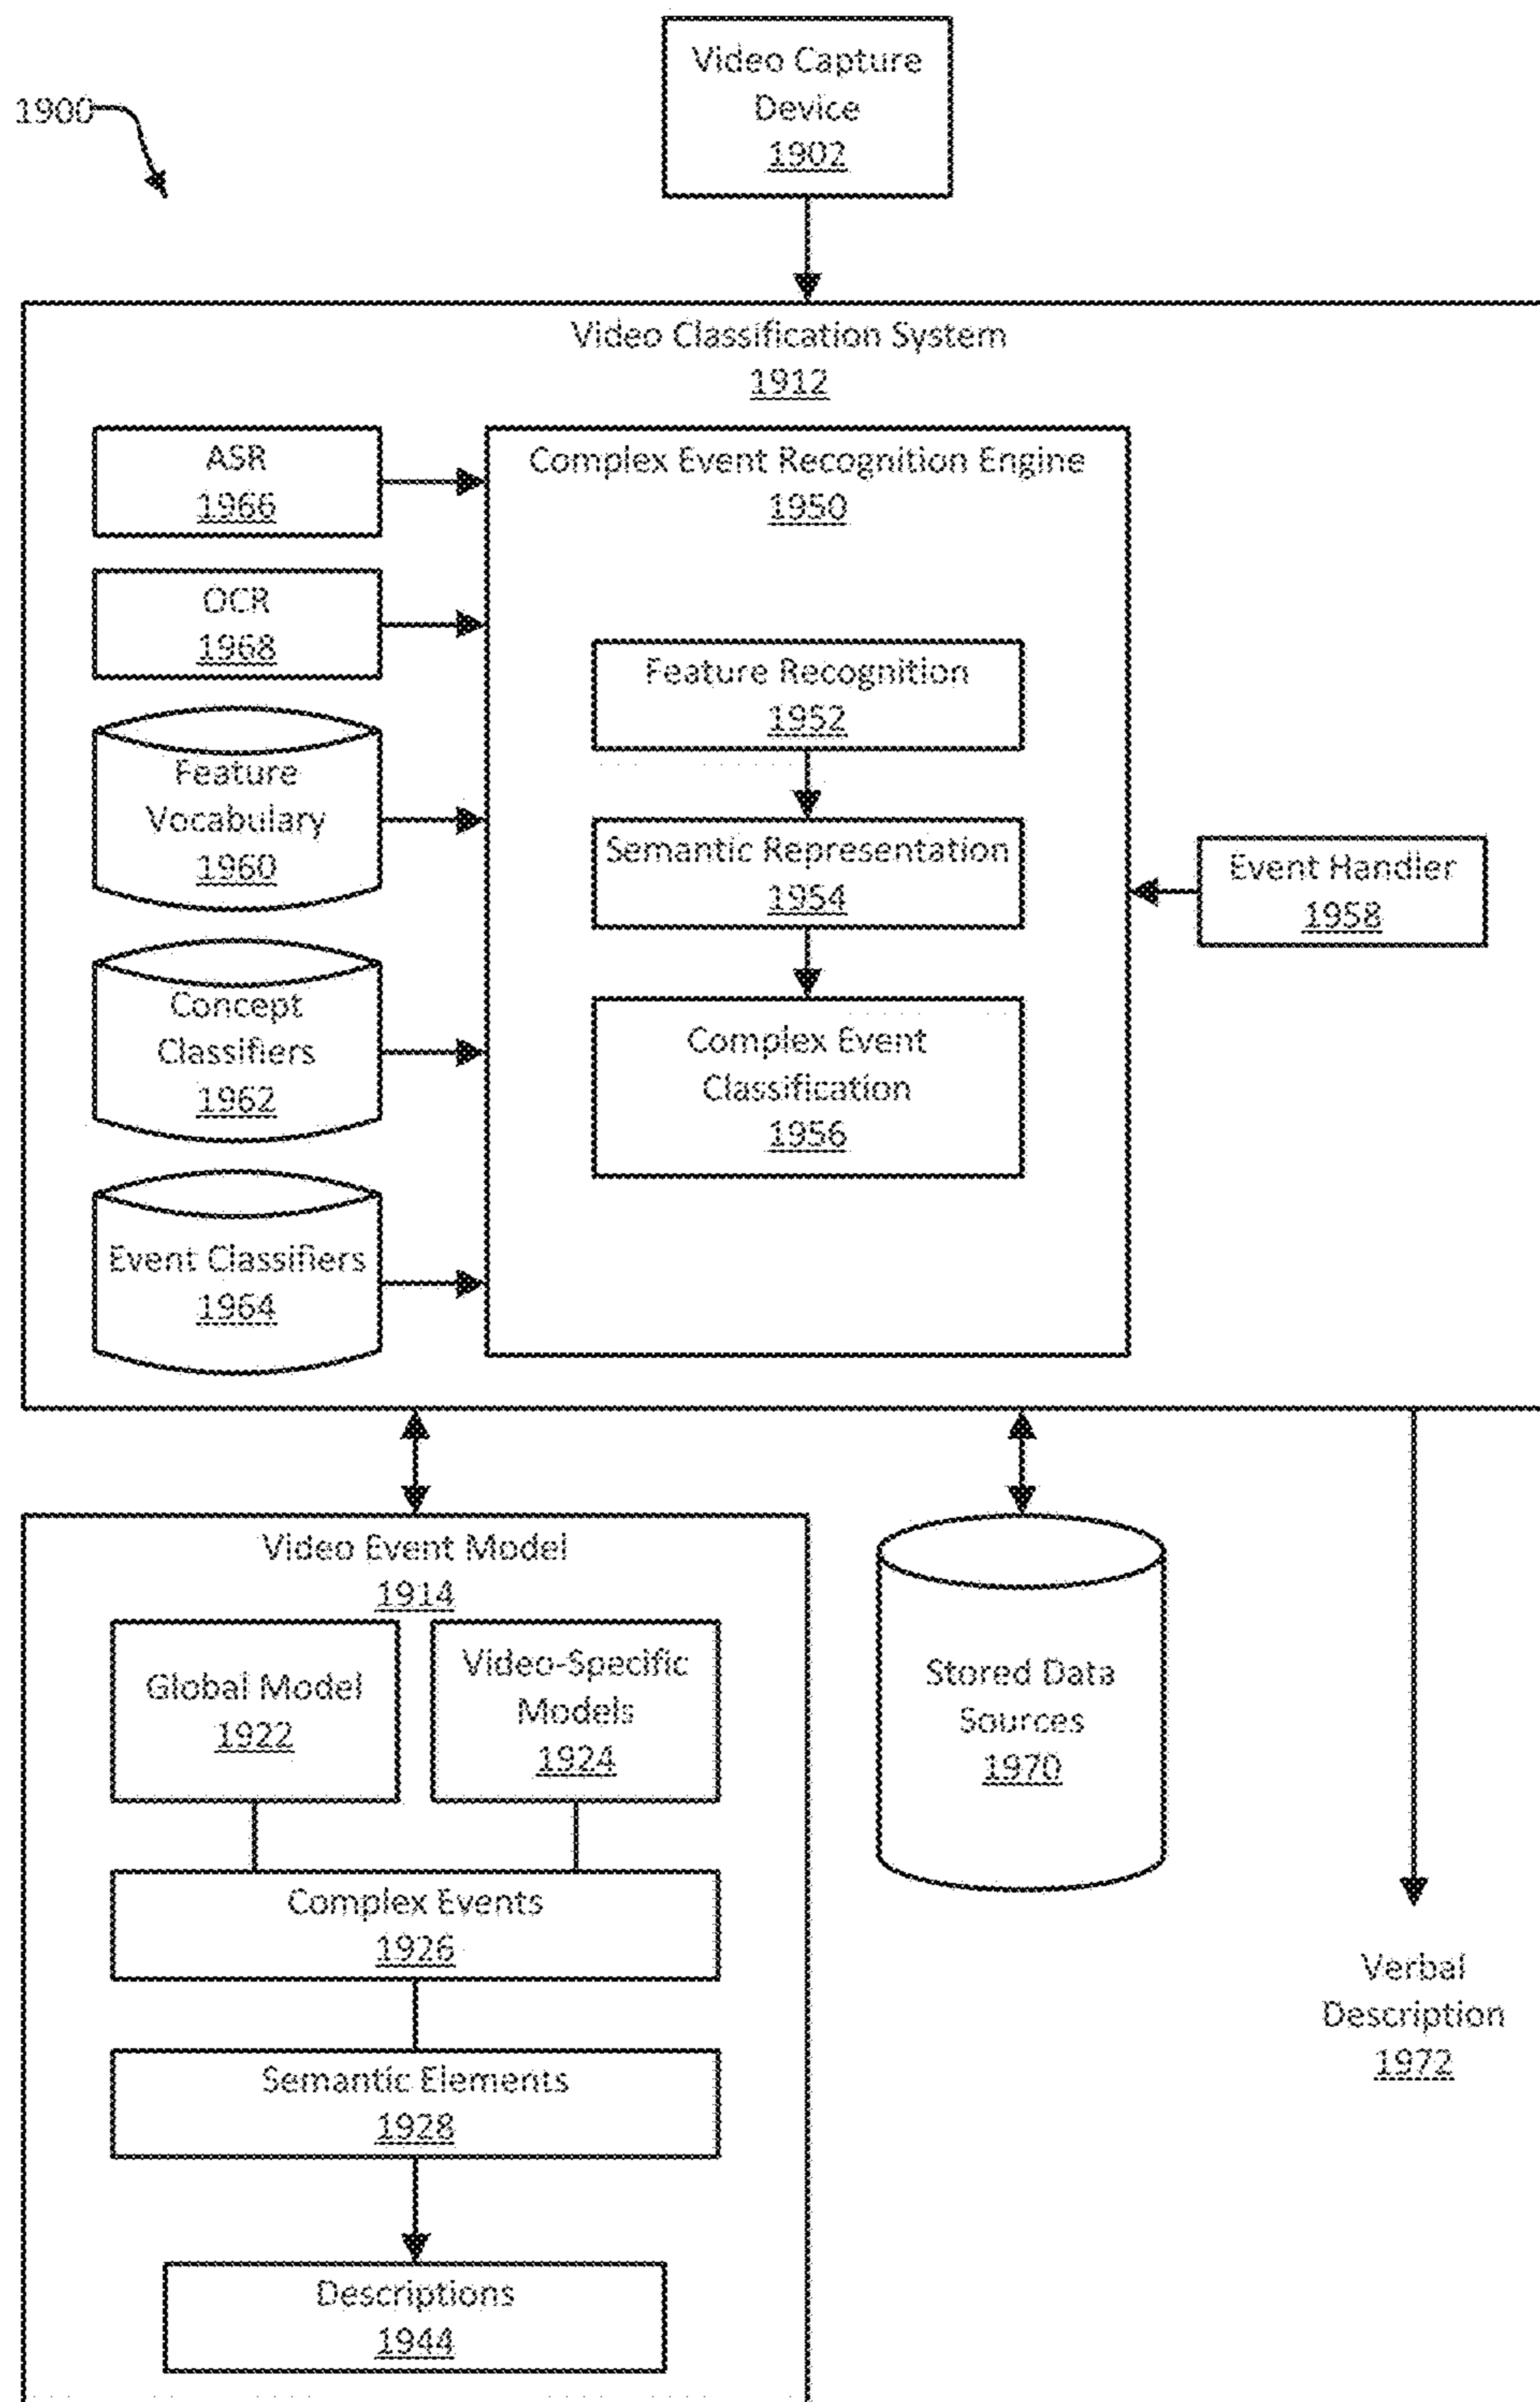 Video Capture
Device
1902
1900
Video Classification System
1912
ASR
1966
OCR
1968
Feature
Vocabulary
1960
Concept
Classifiers
1962
Event Classifiers
1964
Complex Event Recognition Engine
1950
Feature Recognition
1952
Semantic Representation
1954
Complex Event
Classification
1956
Event Handler
1958
Video Event Model
1914
Global Model
1922
Video-Specific
Models
1924
Complex Events
1926
Semantic Elements
1928
Descriptions
1944
Stored Data
Sources
1970
Verbal
Description
1972